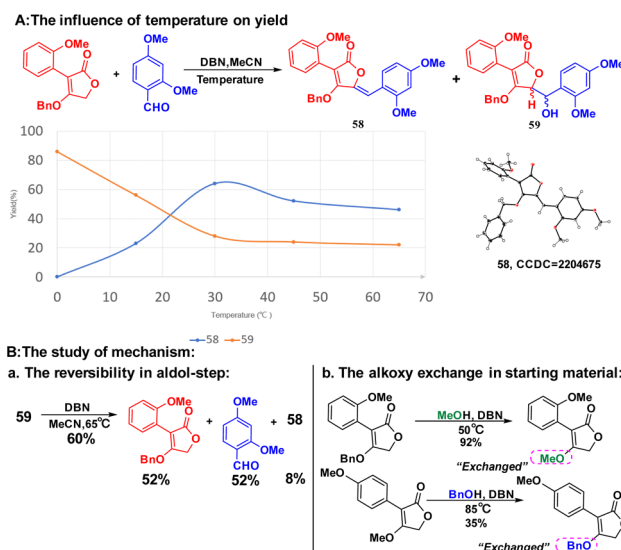 A:The influence of temperature on yield
OMe
O
O
BnO
+
OMe
OMe
CHO
DBN,MeCN
Temperature
OMe
O
O
BnO
OMe
OMe
58
+
OMe
O
O
BnO
H
OH
OMe
OMe
59
Yield(%)
100
80
60
40
20
0
0 10 20 30 40 50 60 70
Temperature (℃)
58 59
58, CCDC=2204675
B:The study of mechanism:
a. The reversibility in aldol-step:
59
DBN
MeCN,65℃
60%
OMe
O
O
BnO
52%
+
OMe
OMe
CHO
52%
+
58
8%
b. The alkoxy exchange in starting material:
OMe
O
O
BnO
MeOH, DBN
50℃
92%
OMe
O
O
MeO
"Exchanged"
MeO
O
O
MeO
BnOH, DBN
85℃
35%
OMe
O
O
BnO
"Exchanged"